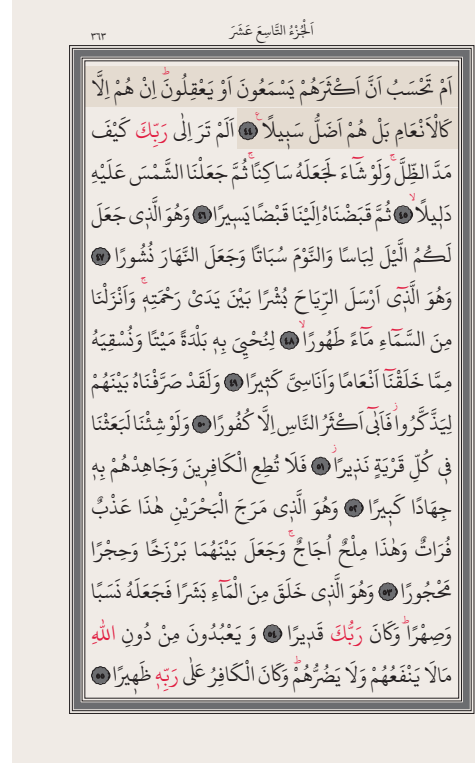 اَلْجُزْءُ التَّاسِعَ عَشَرَ
٣٦٣
اَمْ تَحْسَبُ اَنَّ اَكْثَرَهُمْ يَسْمَعُونَ اَوْ يَعْقِلُونَۜ اِنْ هُمْ اِلَّا
كَالْاَنْعَامِ بَلْ هُمْ اَضَلُّ سَب۪يلًا۟ ﴿٤٤﴾ اَلَمْ تَرَ اِلٰى رَبِّكَ كَيْفَ
مَدَّ الظِّلَّۚ وَلَوْ شَٓاءَ لَجَعَلَهُ سَاكِنًاۚ ثُمَّ جَعَلْنَا الشَّمْسَ عَلَيْهِ
دَل۪يلًاۙ ﴿٤٥﴾ ثُمَّ قَبَضْنَاهُ اِلَيْنَا قَبْضًا يَس۪يرًا ﴿٤٦﴾ وَهُوَ الَّذ۪ي جَعَلَ
لَكُمُ الَّيْلَ لِبَاسًا وَالنَّوْمَ سُبَاتًا وَجَعَلَ النَّهَارَ نُشُورًا ﴿٤٧﴾
وَهُوَ الَّذ۪ٓي اَرْسَلَ الرِّيَاحَ بُشْرًا بَيْنَ يَدَيْ رَحْمَتِه۪ۚ وَاَنْزَلْنَا
مِنَ السَّمَٓاءِ مَٓاءً طَهُورًاۙ ﴿٤٨﴾ لِنُحْيِيَ بِه۪ بَلْدَةً مَيْتًا وَنُسْقِيَهُ
مِمَّا خَلَقْنَٓا اَنْعَامًا وَاَنَاسِيَّ كَث۪يرًا ﴿٤٩﴾ وَلَقَدْ صَرَّفْنَاهُ بَيْنَهُمْ
لِيَذَّكَّرُواۘ فَاَبٰٓى اَكْثَرُ النَّاسِ اِلَّا كُفُورًا ﴿٥٠﴾ وَلَوْ شِئْنَا لَبَعَثْنَا
ف۪ي كُلِّ قَرْيَةٍ نَذ۪يرًاۘ ﴿٥١﴾ فَلَا تُطِعِ الْكَافِر۪ينَ وَجَاهِدْهُمْ بِه۪
جِهَادًا كَب۪يرًا ﴿٥٢﴾ وَهُوَ الَّذ۪ي مَرَجَ الْبَحْرَيْنِ هٰذَا عَذْبٌ
فُرَاتٌ وَهٰذَا مِلْحٌ اُجَاجٌۚ وَجَعَلَ بَيْنَهُمَا بَرْزَخًا وَحِجْرًا
مَحْجُورًا ﴿٥٣﴾ وَهُوَ الَّذ۪ي خَلَقَ مِنَ الْمَٓاءِ بَشَرًا فَجَعَلَهُ نَسَبًا
وَصِهْرًاۜ وَكَانَ رَبُّكَ قَد۪يرًا ﴿٥٤﴾ وَ يَعْبُدُونَ مِنْ دُونِ اللّٰهِ
مَالَا يَنْفَعُهُمْ وَلَا يَضُرُّهُمْۜ وَكَانَ الْكَافِرُ عَلٰى رَبِّه۪ ظَه۪يرًا ﴿٥٥﴾